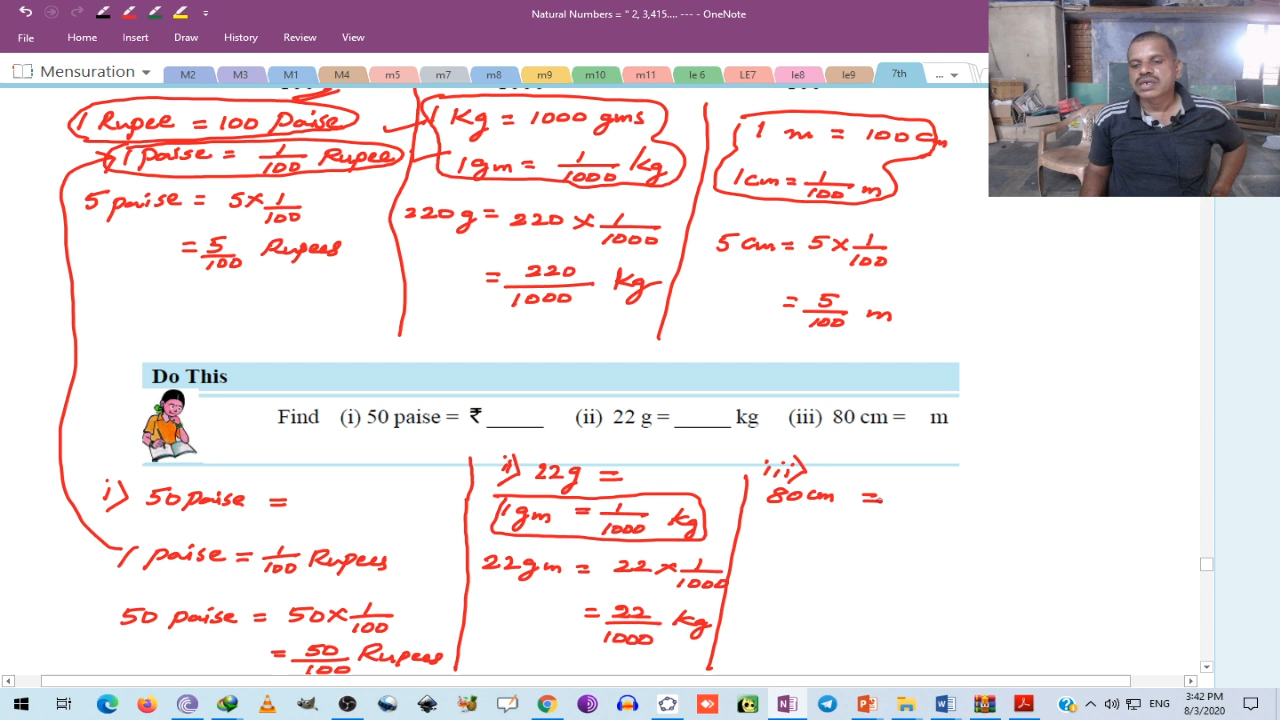 Natural Numbers = " 2, 3,415.... --- - OneNote
File Home Insert Draw History Review View
Mensuration M2 M3 M1 M4 m5 m7 m8 m9 m10 m11 le 6 LE7 le8 le9 7th ...
1 Rupee = 100 Paise
1 paise = 1/100 Rupee
5 paise = 5 × 1/100
= 5/100 Rupees
1 Kg = 1000 gms
1 gm = 1/1000 kg
220 g = 220 × 1/1000
= 220/1000 Kg
1 m = 100 cm
1 cm = 1/100 m
5 cm = 5 × 1/100
= 5/100 m
Do This
Find (i) 50 paise = ₹ _____ (ii) 22 g = _____ kg (iii) 80 cm = m
i) 50 paise =
1 paise = 1/100 Rupees
50 paise = 50 × 1/100
= 50/100 Rupees
ii) 22g =
1 gm = 1/1000 kg
22 gm = 22 × 1/1000
= 22/1000 Kg
iii)
80 cm =
ENG
3:42 PM
8/3/2020